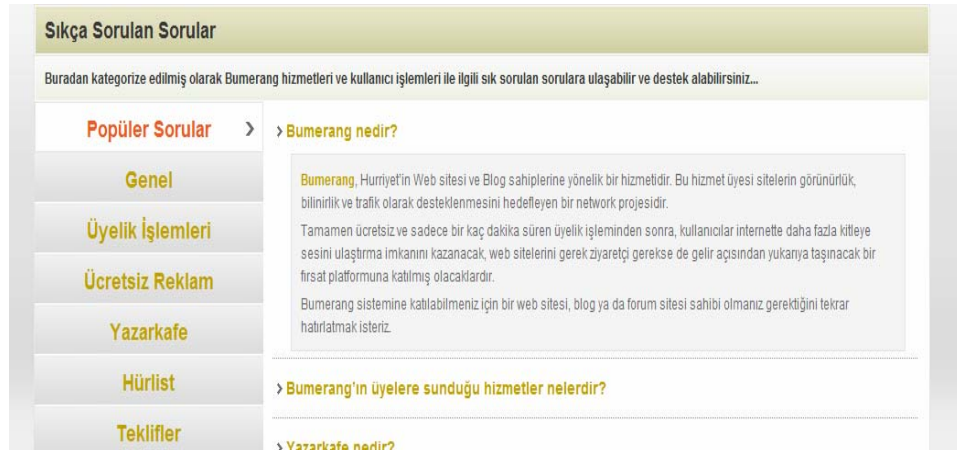 Sıkça Sorulan Sorular
Buradan kategorize edilmiş olarak Bumerang hizmetleri ve kullanıcı işlemleri ile ilgili sık sorulan sorulara ulaşabilir ve destek alabilirsiniz...
Popüler Sorular
Genel
Üyelik İşlemleri
Ücretsiz Reklam
Yazarkafe
Hürlist
Teklifler
Bumerang nedir?
Bumerang, Hurriyet'in Web sitesi ve Blog sahiplerine yönelik bir hizmetidir. Bu hizmet üyesi sitelerin görünürlük,
bilinirlik ve trafik olarak desteklenmesini hedefleyen bir network projesidir.
Tamamen ücretsiz ve sadece bir kaç dakika süren üyelik işleminden sonra, kullanıcılar internette daha fazla kitleye
sesini ulaştırma imkanını kazanacak, web sitelerini gerek ziyaretçi gerekse de gelir açısından yukarıya taşınacak bir
fırsat platformuna katılmış olacaklardır.
Bumerang sistemine katılabilmeniz için bir web sitesi, blog ya da forum sitesi sahibi olmanız gerektiğini tekrar
hatırlatmak isteriz.
Bumerang'ın üyelere sunduğu hizmetler nelerdir?
Yazarkafe nedir?